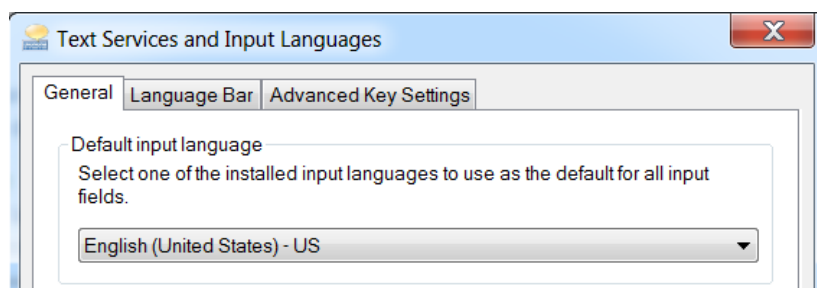 Text Services and Input Languages
General Language Bar Advanced Key Settings
Default input language
Select one of the installed input languages to use as the default for all input
fields.
English (United States) - US